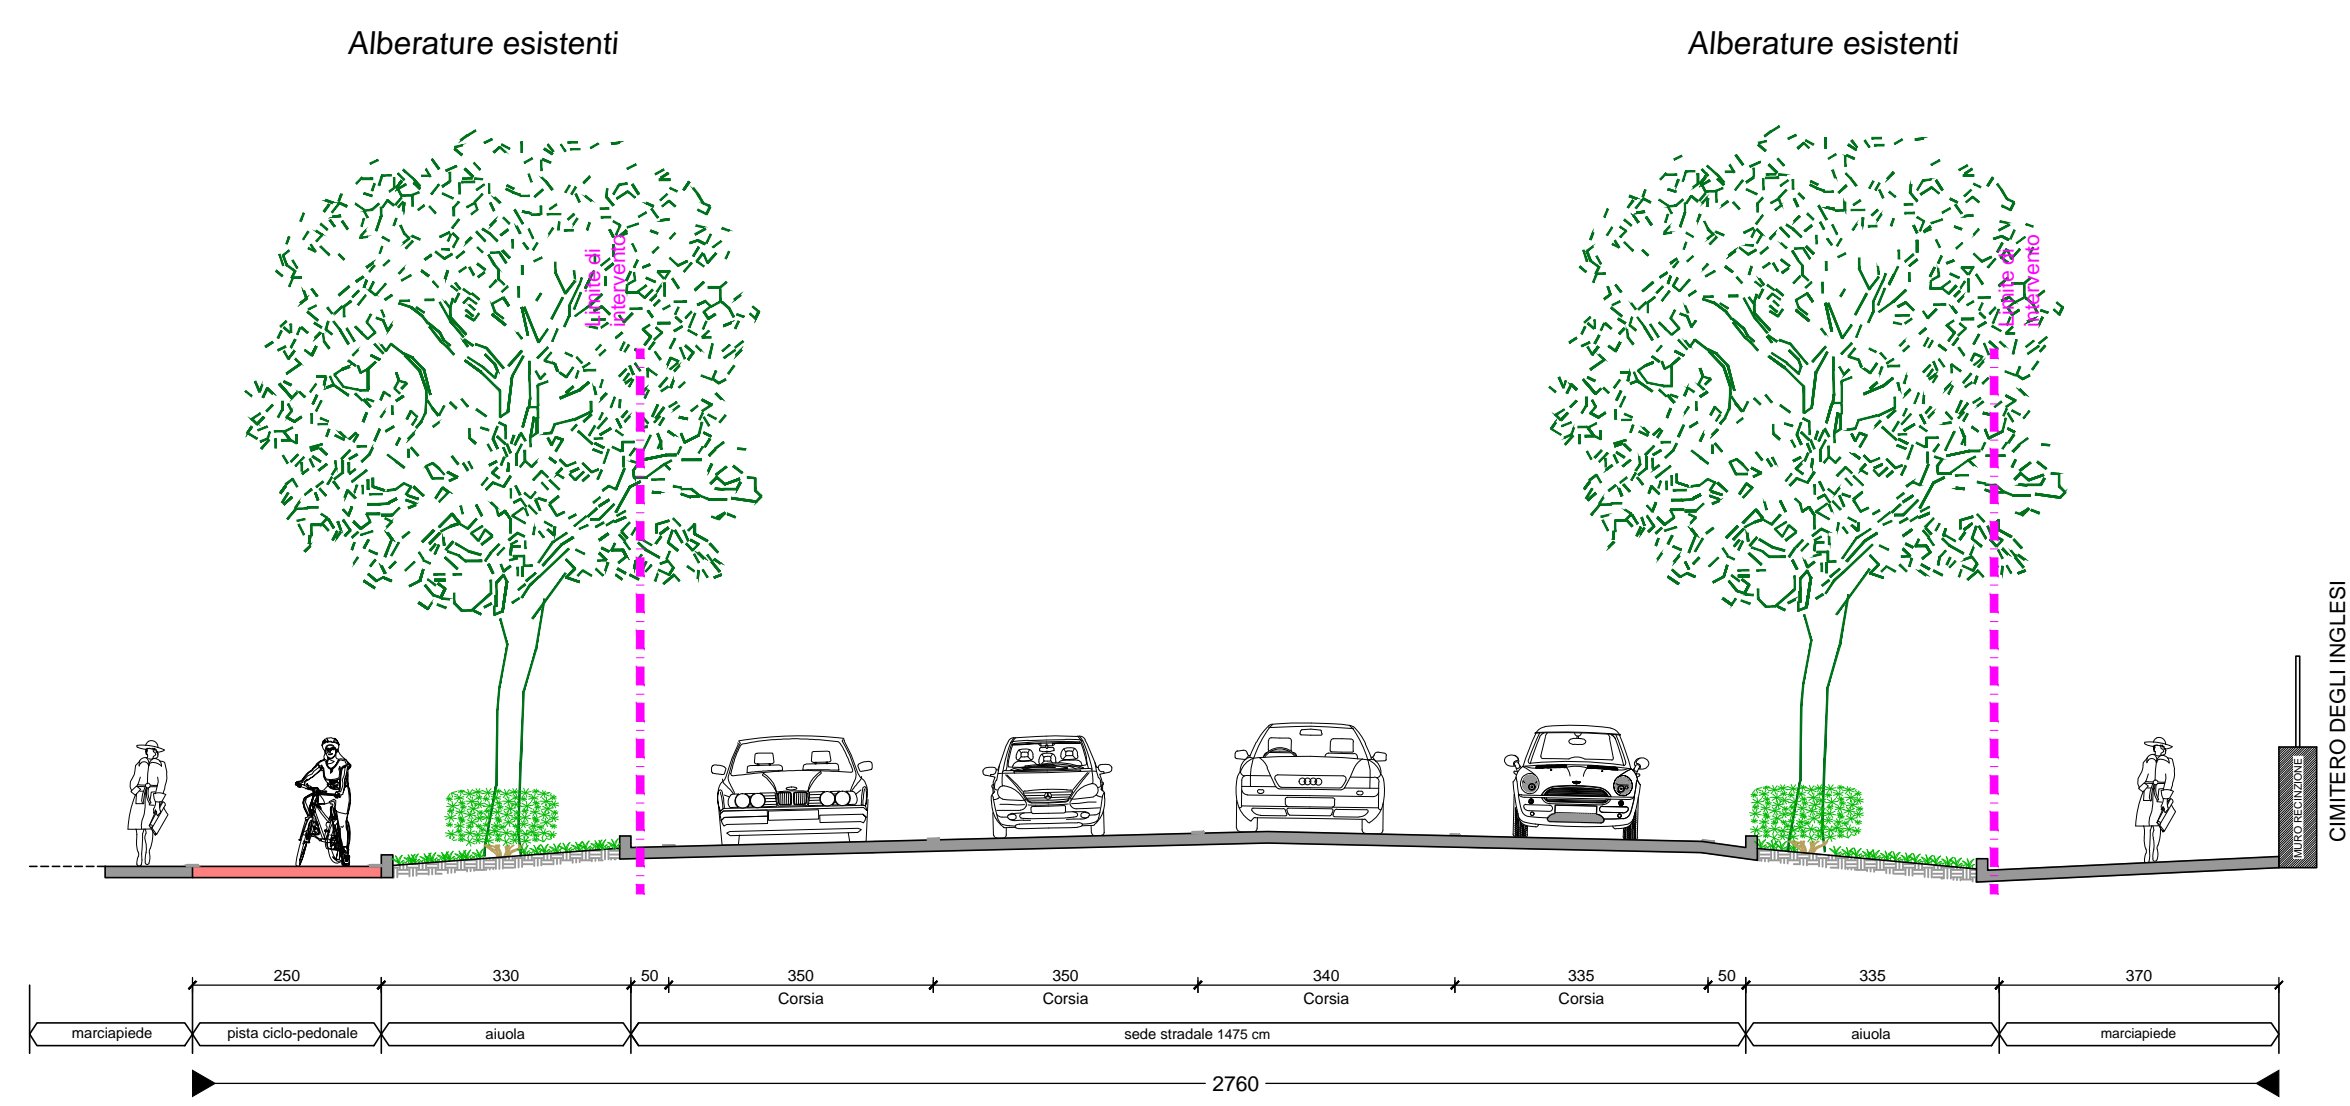 Alberature esistenti
Alberature esistenti
Limite di
intervento
Limite di
intervento
CIMITERO DEGLI INGLESI
MURO RECINZIONE
250
330
50
350
350
340
335
50
335
370
Corsia
Corsia
Corsia
Corsia
marciapiede
pista ciclo-pedonale
aiuola
sede stradale 1475 cm
aiuola
marciapiede
2760